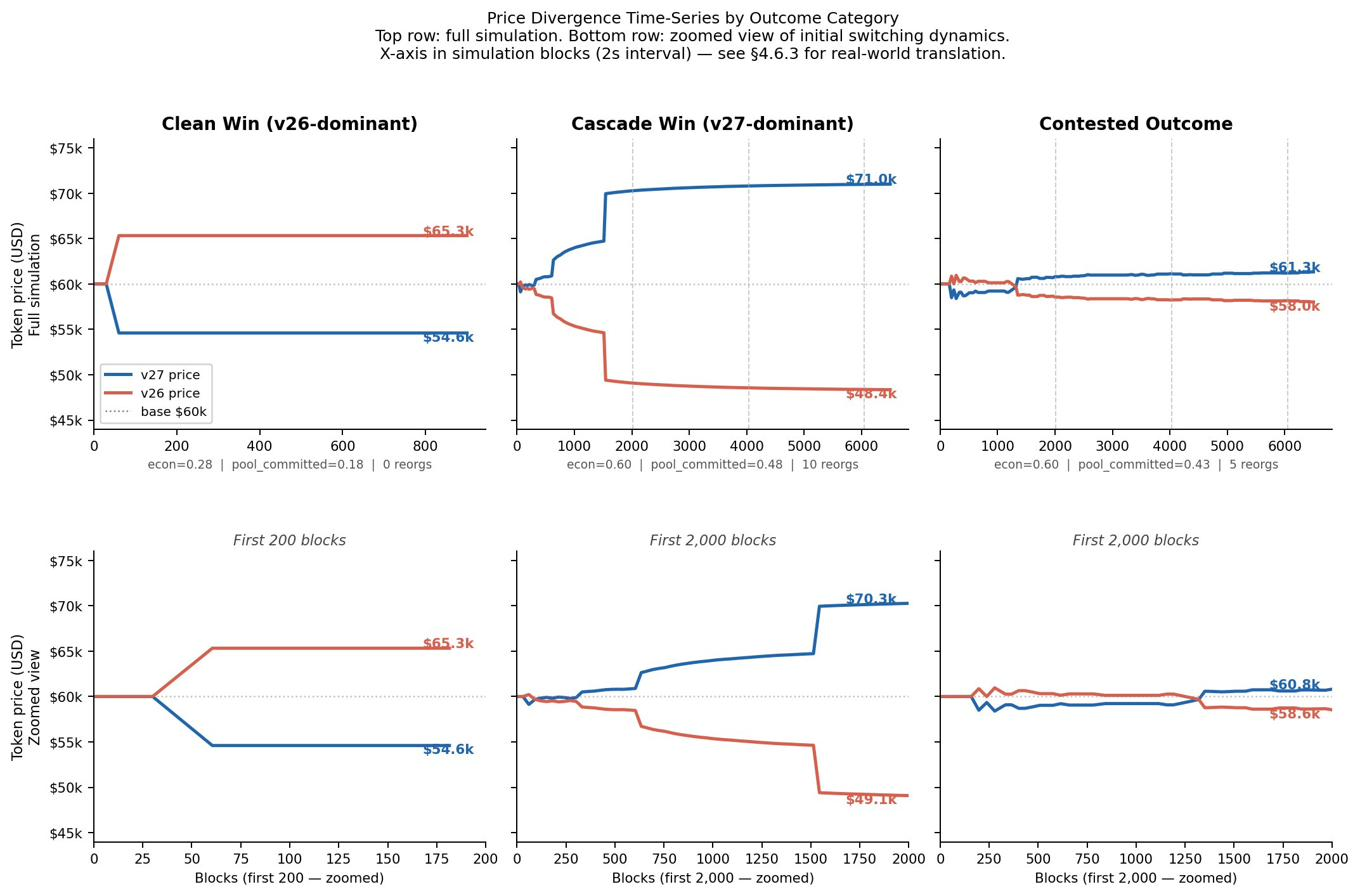 Price Divergence Time-Series by Outcome Category
Top row: full simulation. Bottom row: zoomed view of initial switching dynamics.
X-axis in simulation blocks (2s interval) — see §4.6.3 for real-world translation.
Clean Win (v26-dominant)
Cascade Win (v27-dominant)
Contested Outcome
Token price (USD)
Full simulation
$75k
$70k
$65k
$60k
$55k
$50k
$45k
$65.3k
$54.6k
v27 price
v26 price
base $60k
$71.0k
$48.4k
$61.3k
$58.0k
0 200 400 600 800
0 1000 2000 3000 4000 5000 6000
0 1000 2000 3000 4000 5000 6000
econ=0.28 | pool_committed=0.18 | 0 reorgs
econ=0.60 | pool_committed=0.48 | 10 reorgs
econ=0.60 | pool_committed=0.43 | 5 reorgs
First 200 blocks
First 2,000 blocks
First 2,000 blocks
Token price (USD)
Zoomed view
$75k
$70k
$65k
$60k
$55k
$50k
$45k
$65.3k
$54.6k
$70.3k
$49.1k
$60.8k
$58.6k
0 25 50 75 100 125 150 175 200
0 250 500 750 1000 1250 1500 1750 2000
0 250 500 750 1000 1250 1500 1750 2000
Blocks (first 200 — zoomed)
Blocks (first 2,000 — zoomed)
Blocks (first 2,000 — zoomed)